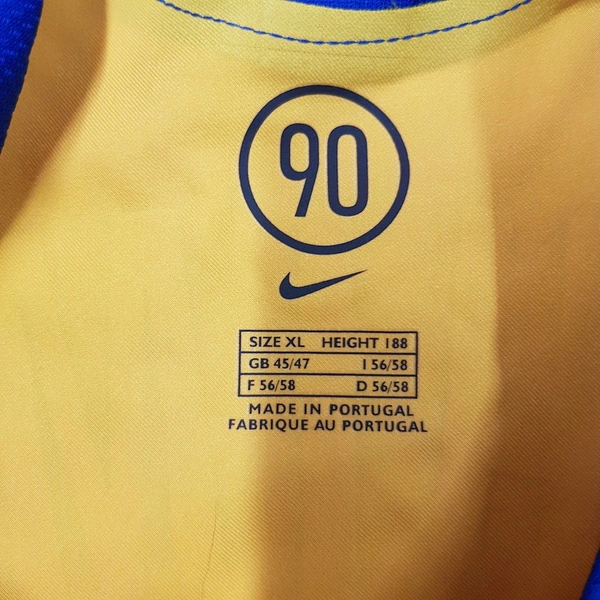 90
SIZE XL HEIGHT 188
GB 45/47 I 56/58
F 56/58 D 56/58
MADE IN PORTUGAL
FABRIQUE AU PORTUGAL